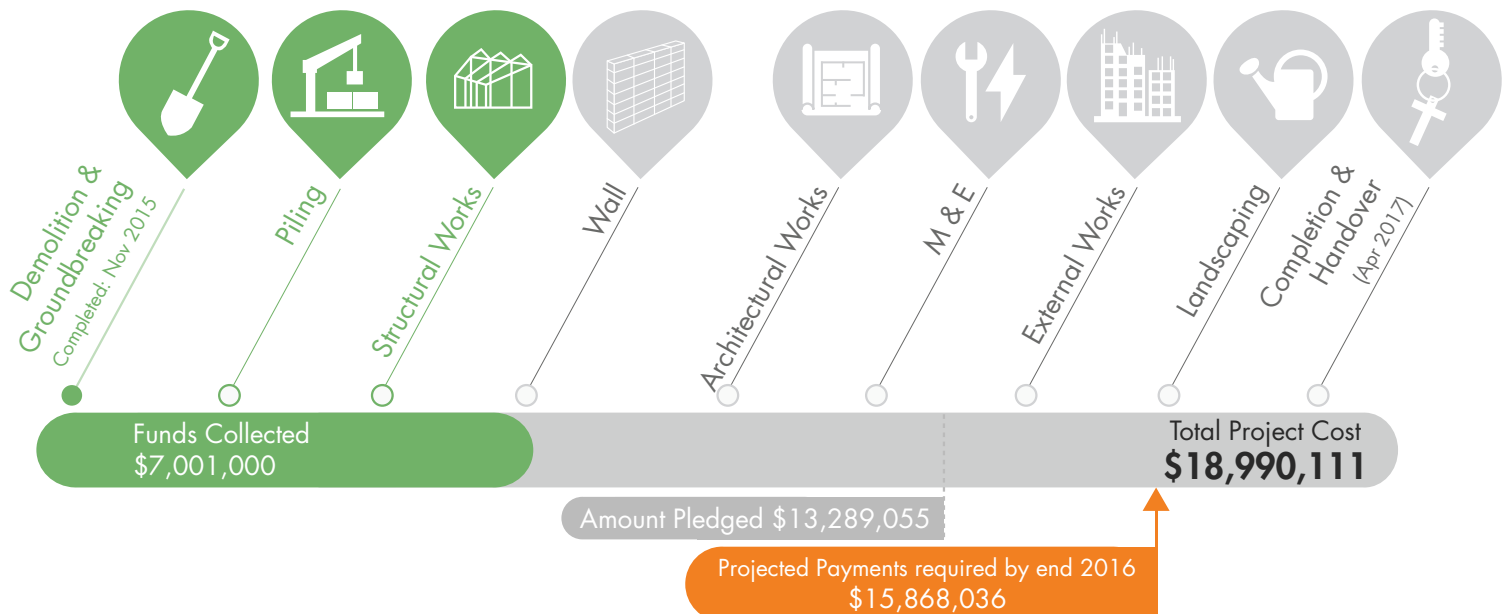 Demolition &
Groundbreaking
Completed: Nov 2015
Piling
Structural Works
Wall
Architectural Works
M & E
External Works
Landscaping
Completion &
Handover
(Apr 2017)
Funds Collected
$7,001,000
Total Project Cost
$18,990,111
Amount Pledged $13,289,055
Projected Payments required by end 2016
$15,868,036